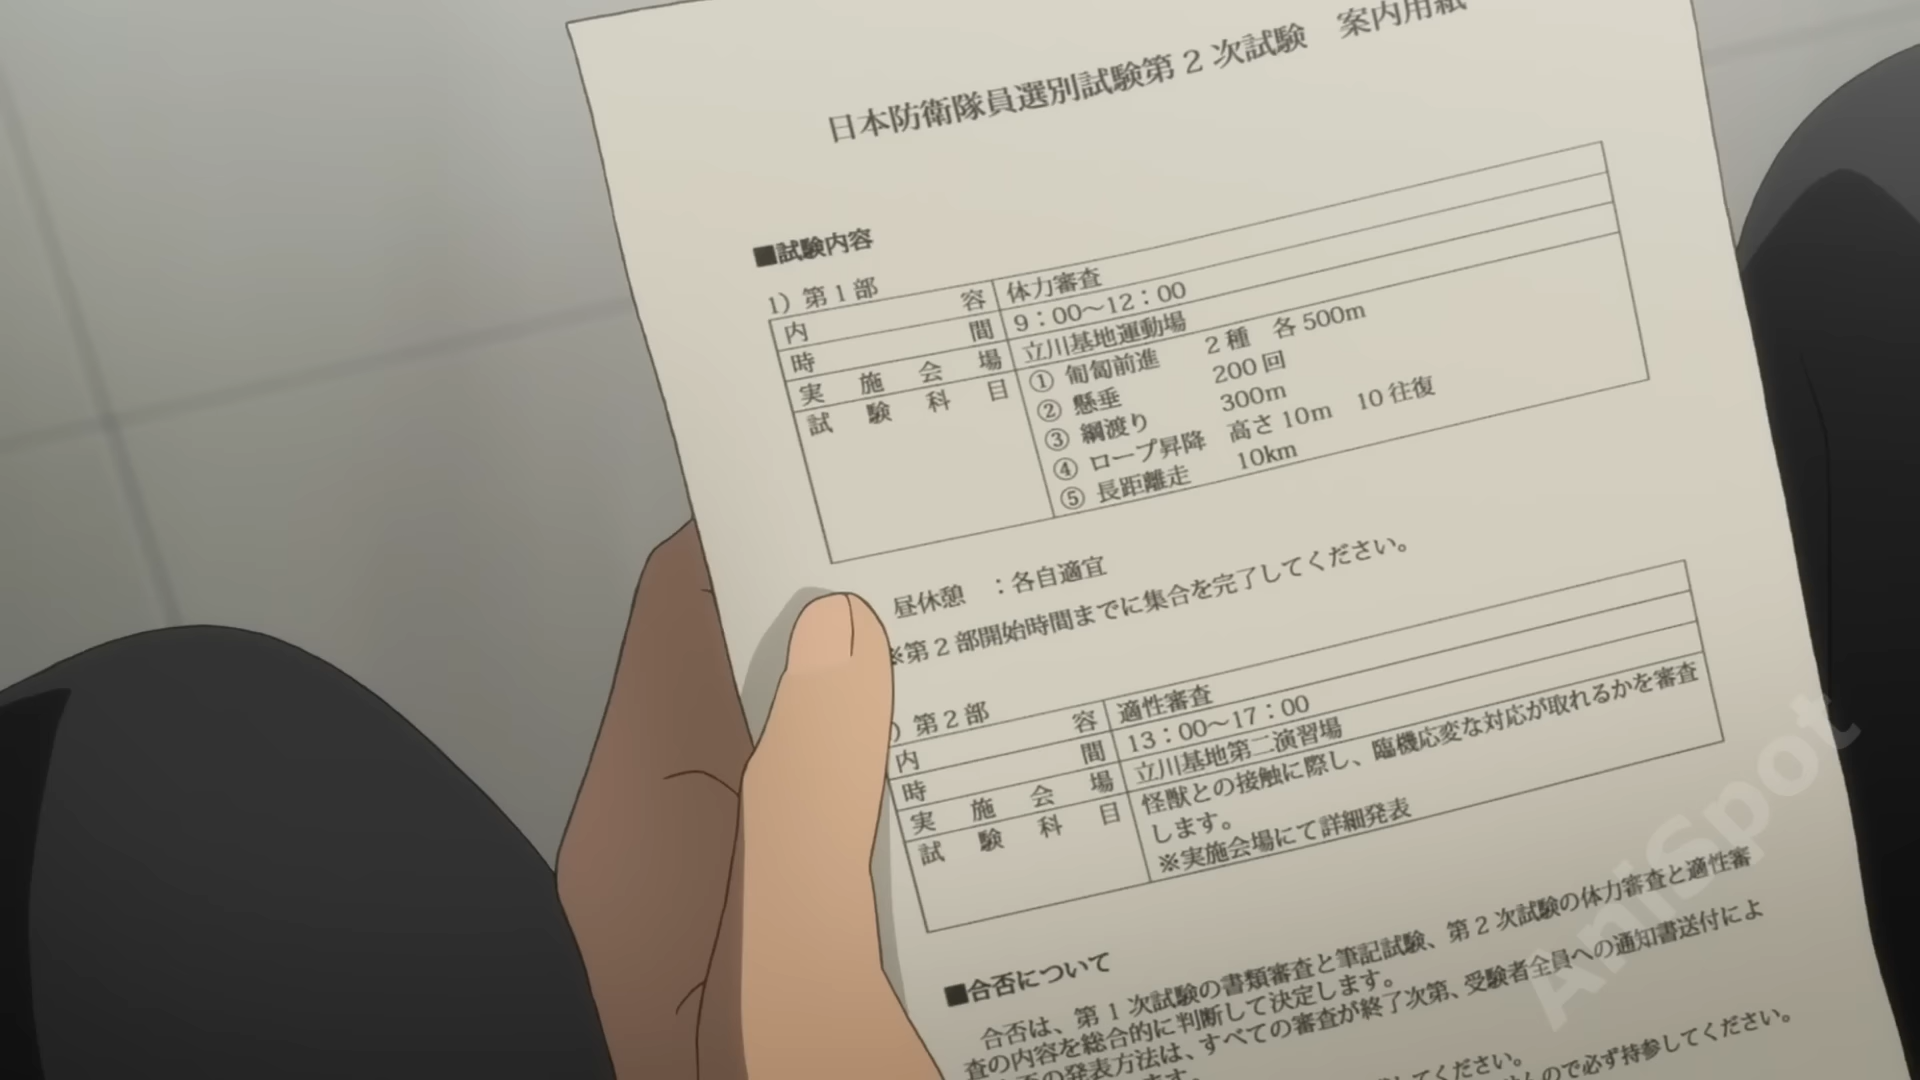 日本防衛隊員選別試験第2次試験　案内用紙
■試験内容
1）第1部
内容 体力審査
時間 9：00〜12：00
実施会場 立川基地運動場
試験科目 ① 匍匐前進　2種　各500m
② 懸垂　200回
③ 綱渡り　300m
④ ロープ昇降　高さ10m　10往復
⑤ 長距離走　10km
昼休憩　：各自適宜
※第2部開始時間までに集合を完了してください。
）第2部
内容 適性審査
時間 13：00〜17：00
実施会場 立川基地第二演習場
試験科目 怪獣との接触に際し、臨機応変な対応が取れるかを審査
します。
※実施会場にて詳細発表
■合否について
合否は、第1次試験の書類審査と筆記試験、第2次試験の体力審査と適性審
査の内容を総合的に判断して決定します。
否の発表方法は、すべての審査が終了次第、受験者全員への通知書送付によ
ます。
してください。
んので必ず持参してください。
AniSpot